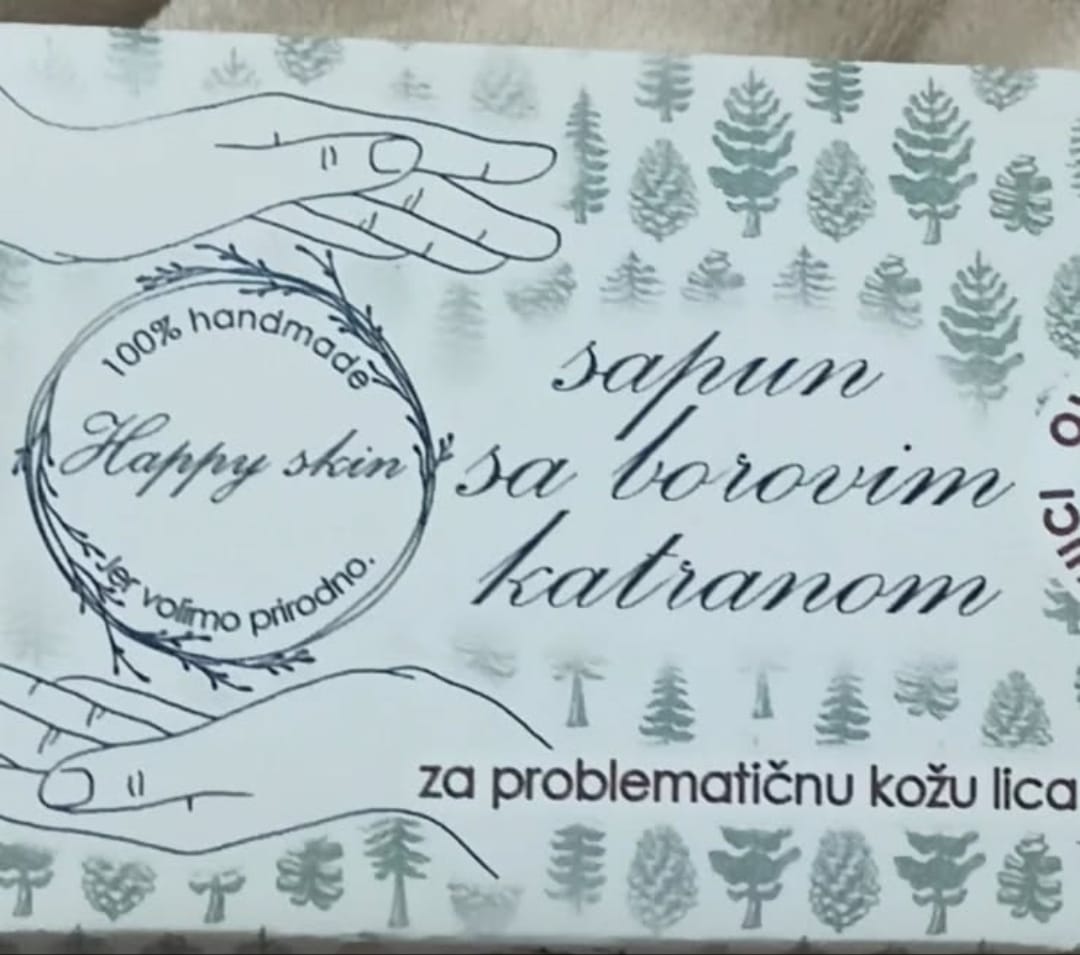 100% handmade
Happy skin
Jer volimo prirodno.
sapun
sa borovim
katranom
za problematičnu kožu lica